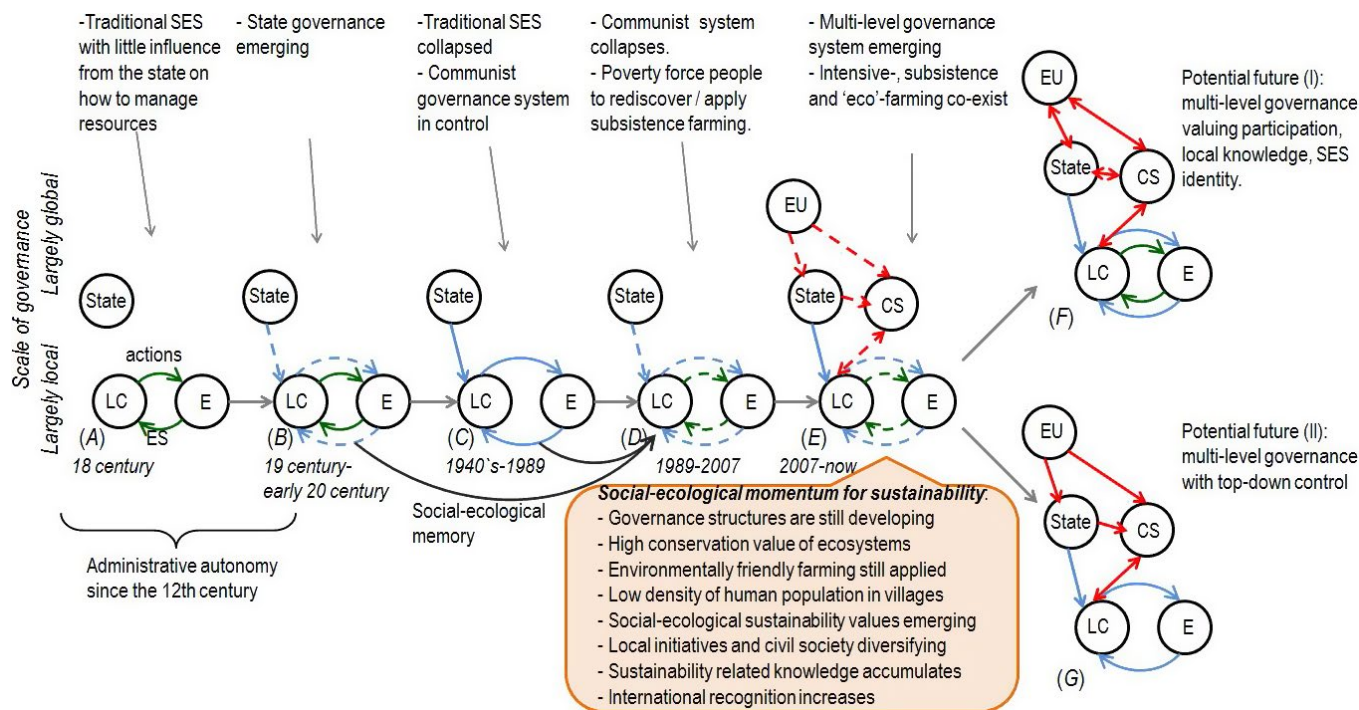 -Traditional SES
with little influence
from the state on
how to manage
resources
- State governance
emerging
-Traditional SES
collapsed
- Communist
governance system
in control
- Communist system
collapses.
- Poverty force people
to rediscover / apply
subsistence farming.
- Multi-level governance
system emerging
- Intensive-, subsistence
and ‘eco’-farming co-exist
Potential future (I):
multi-level governance
valuing participation,
local knowledge, SES
identity.
Scale of governance
Largely global
Largely local
State
actions
LC
E
ES
(A)
18 century
State
LC
E
(B)
19 century-
early 20 century
State
LC
E
(C)
1940`s-1989
State
LC
E
(D)
1989-2007
EU
State
CS
LC
E
(E)
2007-now
EU
State
CS
LC
E
(F)
Social-ecological
memory
Administrative autonomy
since the 12th century
Social-ecological momentum for sustainability:
- Governance structures are still developing
- High conservation value of ecosystems
- Environmentally friendly farming still applied
- Low density of human population in villages
- Social-ecological sustainability values emerging
- Local initiatives and civil society diversifying
- Sustainability related knowledge accumulates
- International recognition increases
EU
State
CS
LC
E
(G)
Potential future (II):
multi-level governance
with top-down control